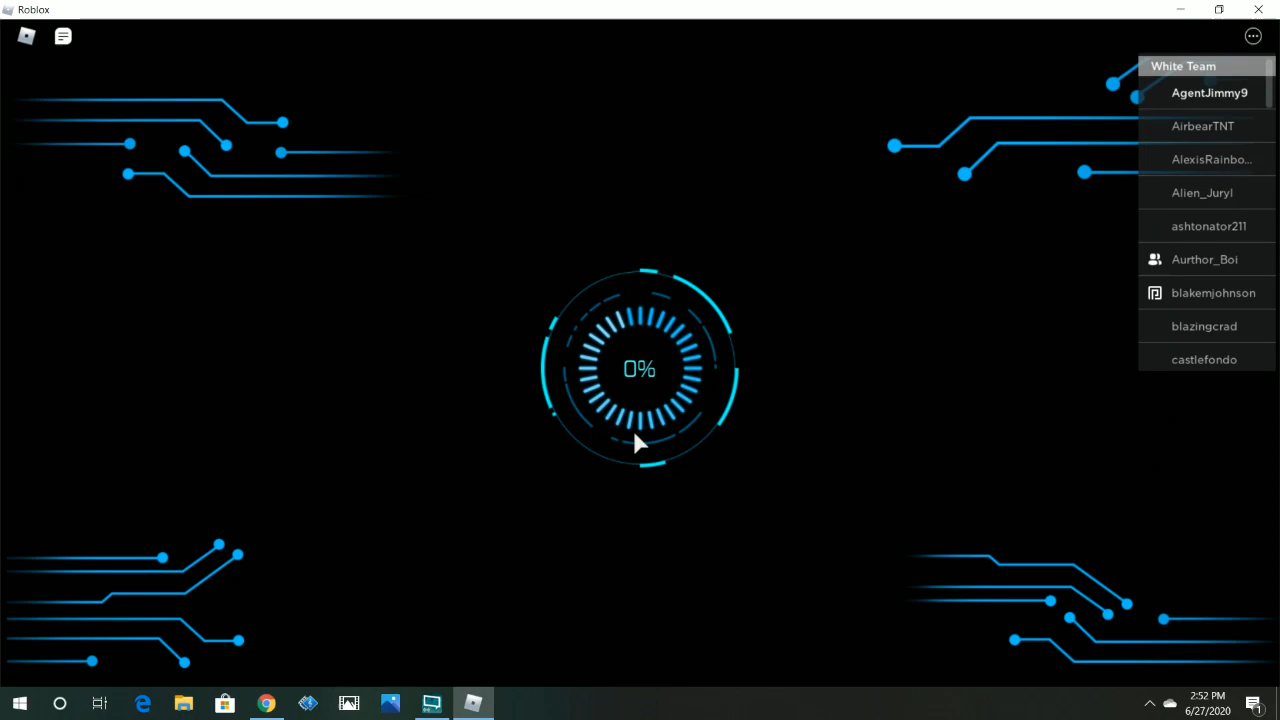 Roblox
White Team
AgentJimmy9
AirbearTNT
AlexisRainbo...
Alien_Juryl
ashtonator211
Aurthor_Boi
blakemjohnson
blazingcrad
castlefondo
0%
2:52 PM
6/27/2020
1